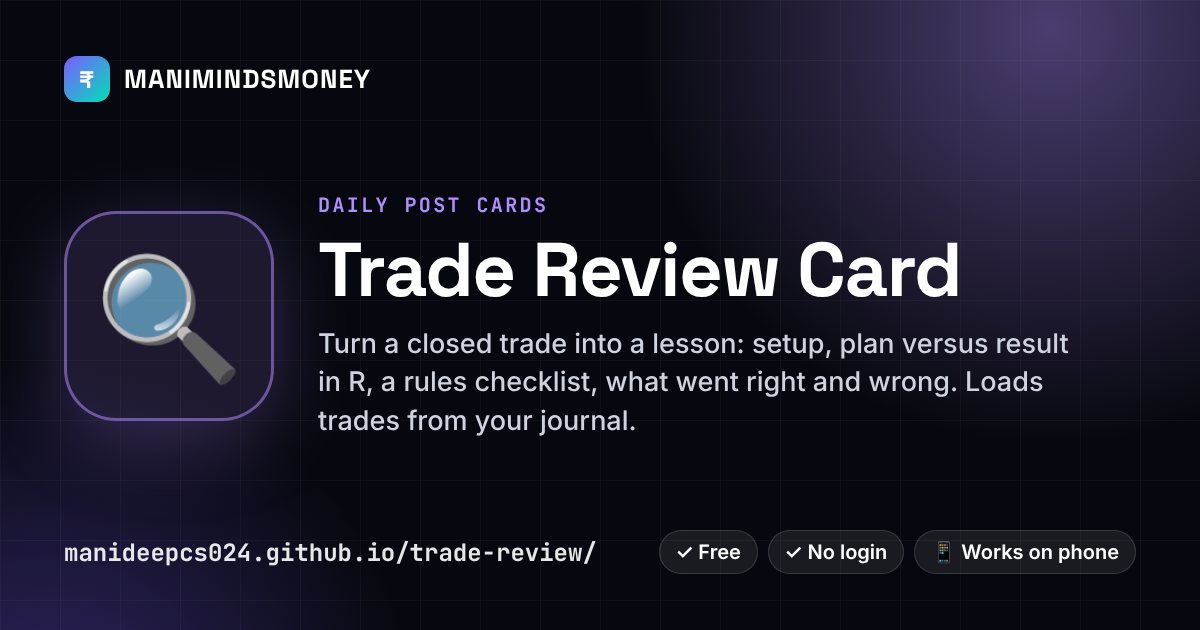 ₹ MANIMINDSMONEY
DAILY POST CARDS
Trade Review Card
Turn a closed trade into a lesson: setup, plan versus result
in R, a rules checklist, what went right and wrong. Loads
trades from your journal.
manideepcs024.github.io/trade-review/
✓ Free
✓ No login
📱 Works on phone